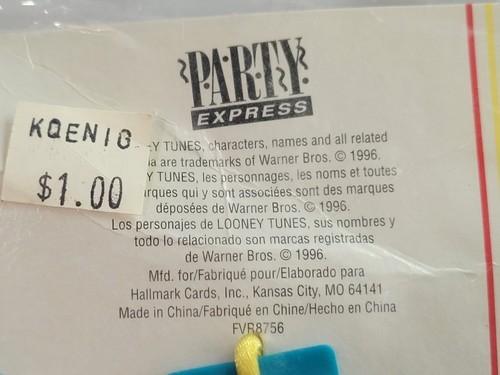 PARTY
EXPRESS
KOENIG
$1.00
EY TUNES, characters, names and all related
are trademarks of Warner Bros. © 1996.
Y TUNES, les personnages, les noms et toutes
arques qui y sont associées sont des marques
déposées de Warner Bros. © 1996.
Los personajes de LOONEY TUNES, sus nombres y
todo lo relacionado son marcas registradas
de Warner Bros. © 1996.
Mfd. for/Fabriqué pour/Elaborado para
Hallmark Cards, Inc., Kansas City, MO 64141
Made in China/Fabriqué en Chine/Hecho en China
FVR8756